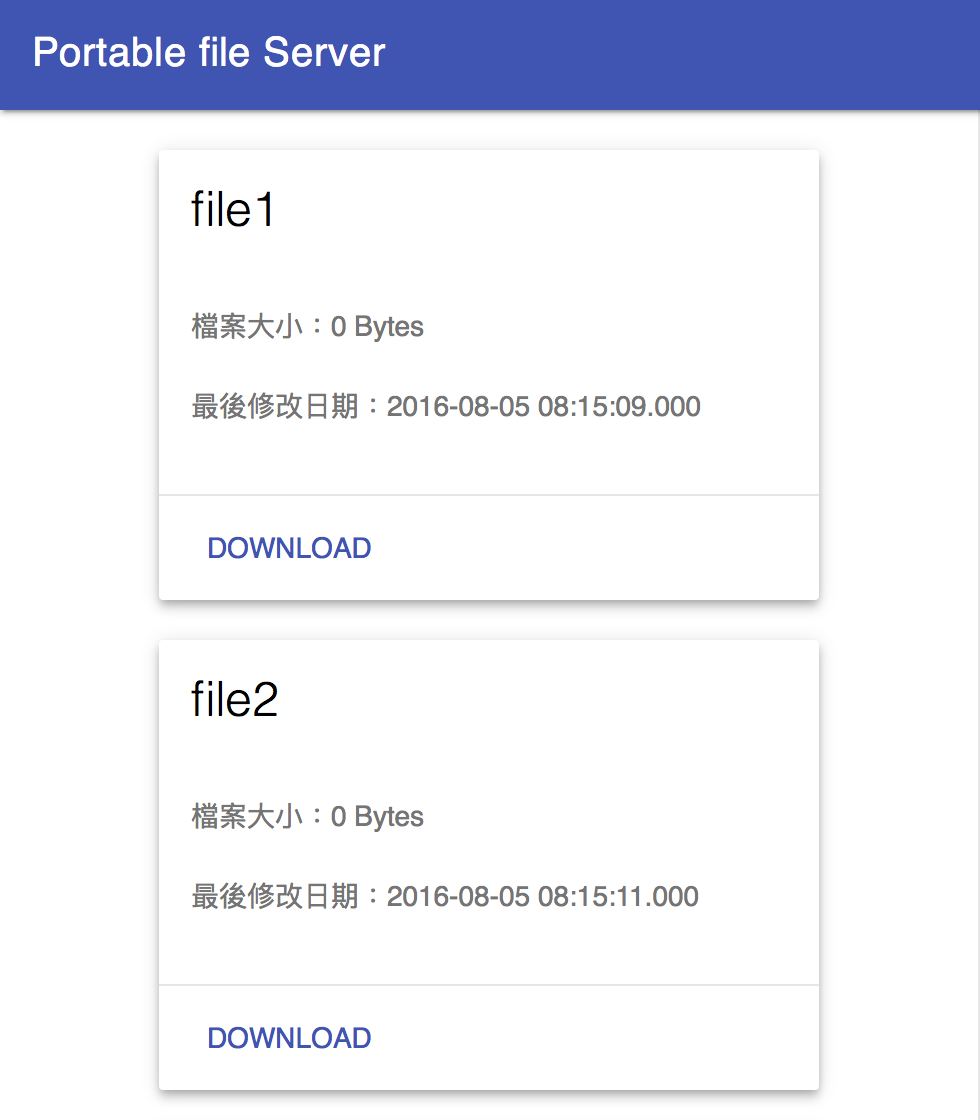 Portable file Server
file1
檔案大小：0 Bytes
最後修改日期：2016-08-05 08:15:09.000
DOWNLOAD
file2
檔案大小：0 Bytes
最後修改日期：2016-08-05 08:15:11.000
DOWNLOAD